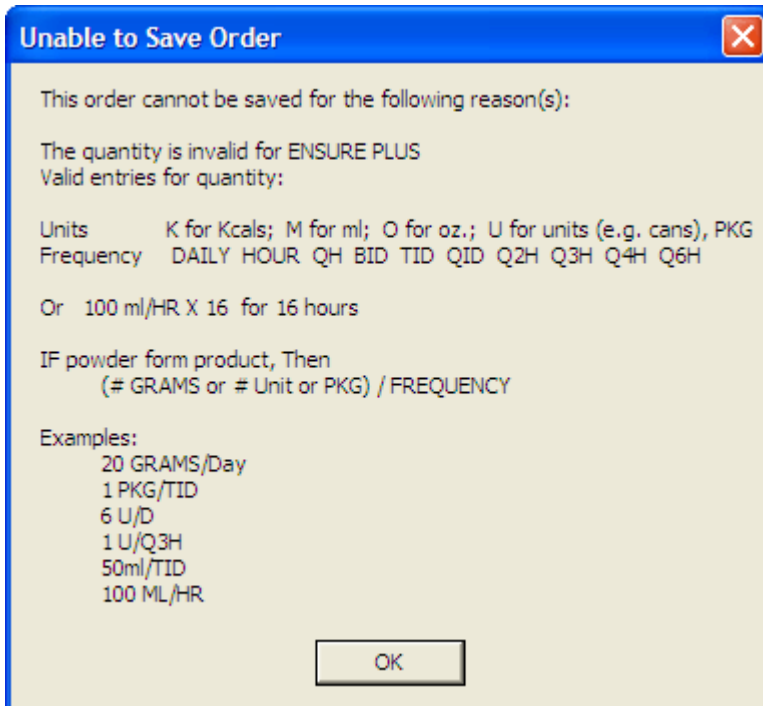 Unable to Save Order
This order cannot be saved for the following reason(s):
The quantity is invalid for ENSURE PLUS
Valid entries for quantity:
Units K for Kcals; M for ml; O for oz.; U for units (e.g. cans), PKG
Frequency DAILY HOUR QH BID TID QID Q2H Q3H Q4H Q6H
Or 100 ml/HR X 16 for 16 hours
IF powder form product, Then
(# GRAMS or # Unit or PKG) / FREQUENCY
Examples:
20 GRAMS/Day
1 PKG/TID
6 U/D
1 U/Q3H
50ml/TID
100 ML/HR
OK